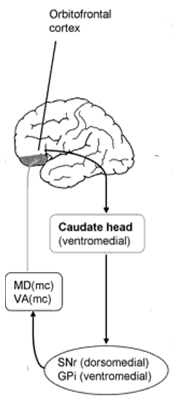 Orbitofrontal
cortex
Caudate head
(ventromedial)
MD(mc)
VA(mc)
SNr (dorsomedial)
GPi (ventromedial)